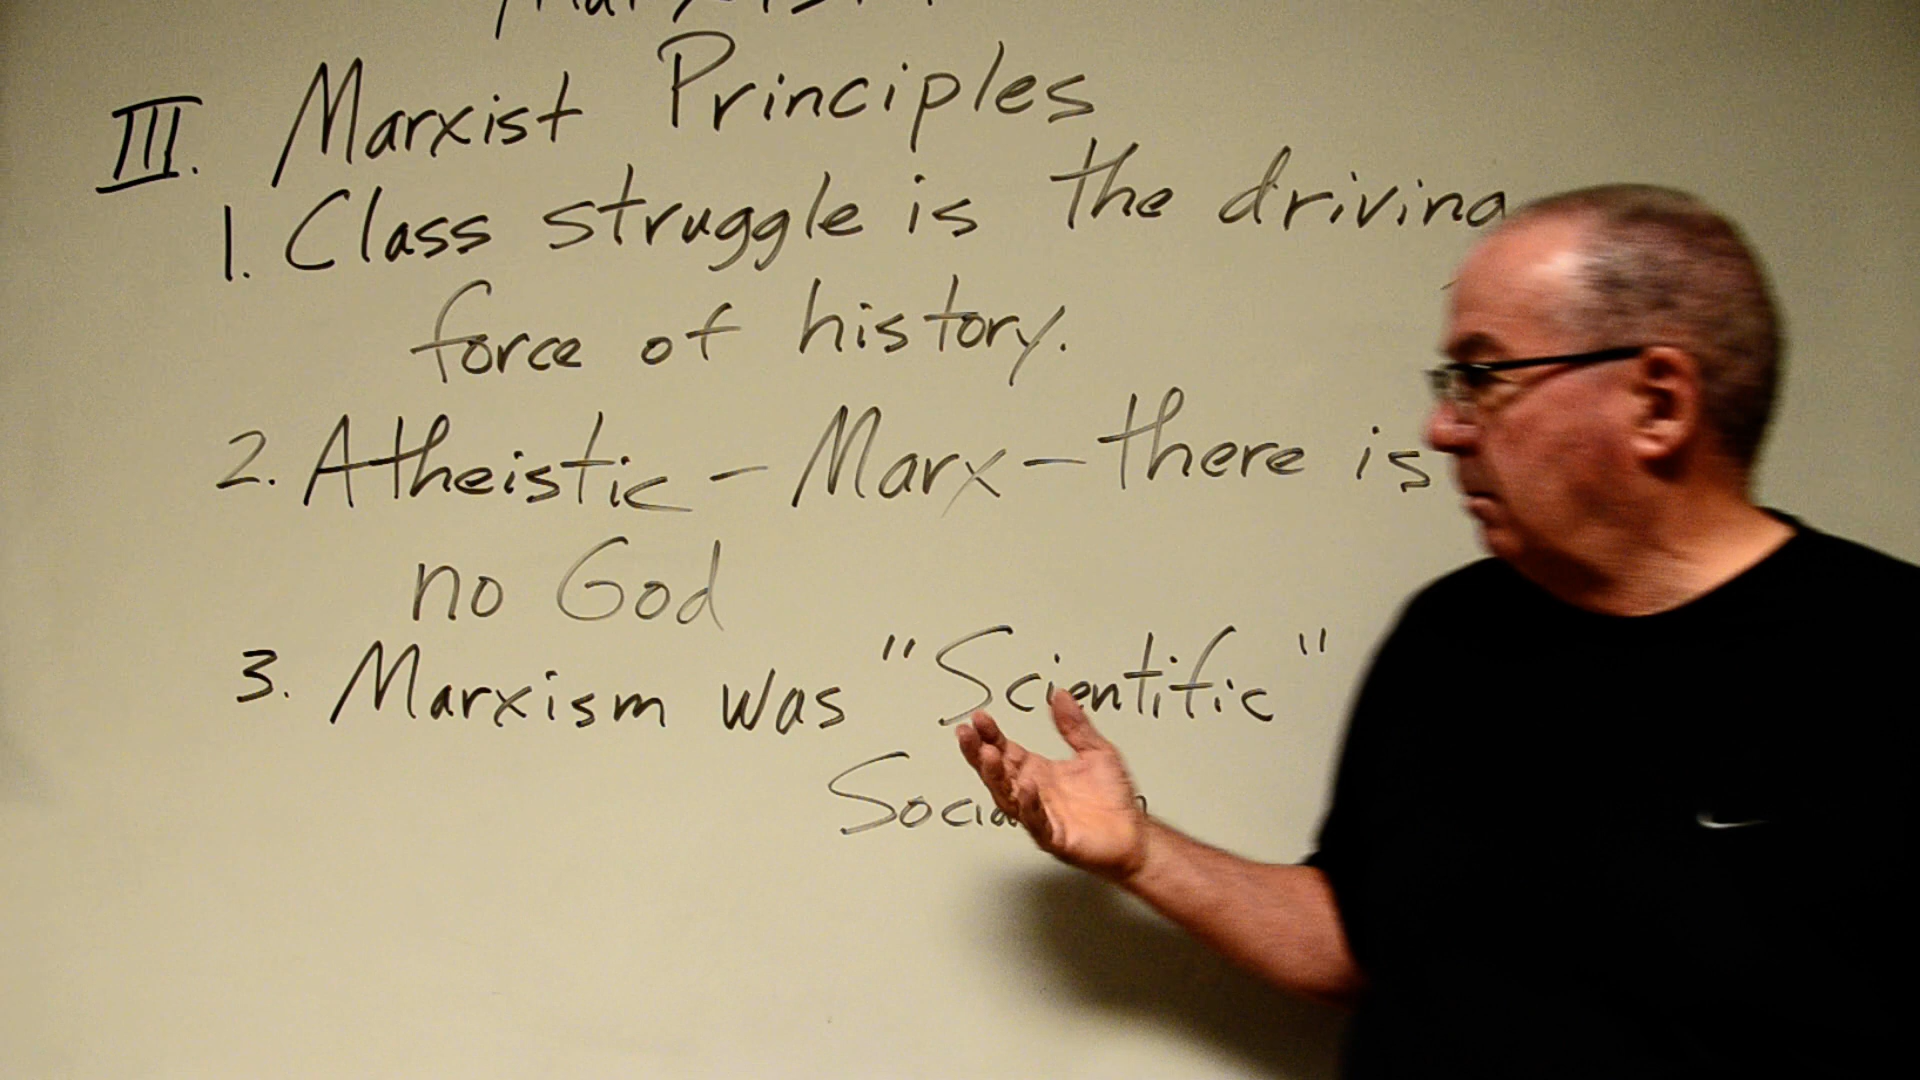 III. Marxist Principles
1. Class struggle is the driving
force of history.
2. Atheistic - Marx - there is
no God
3. Marxism was "Scientific"